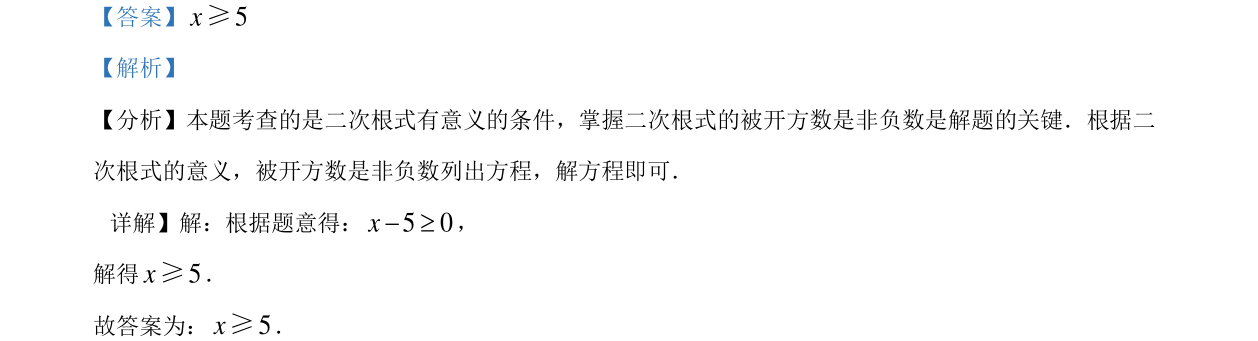 【答案】x≥5
【解析】
【分析】本题考查的是二次根式有意义的条件，掌握二次根式的被开方数是非负数是解题的关键．根据二
次根式的意义，被开方数是非负数列出方程，解方程即可．
详解】解：根据题意得：x−5≥0，
解得x≥5．
故答案为：x≥5．